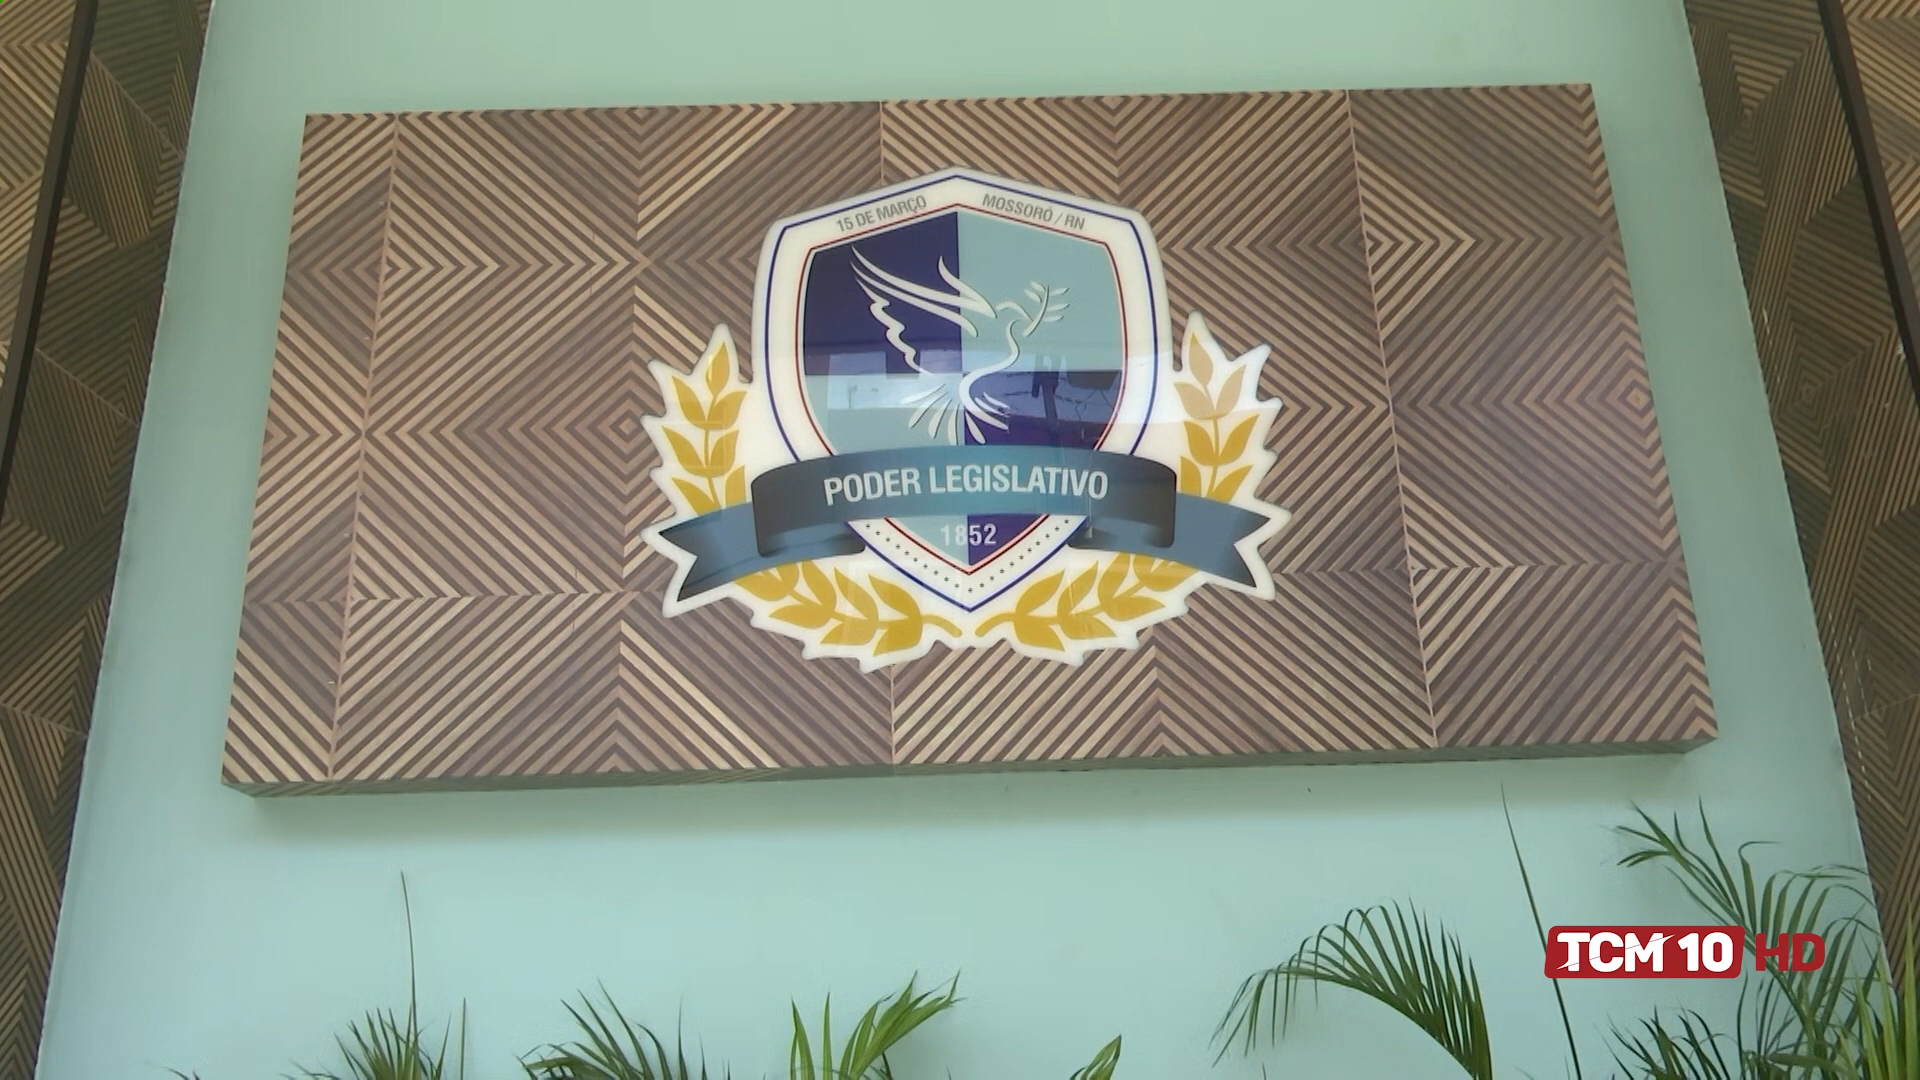 15 DE MARÇO MOSSORÓ / RN
PODER LEGISLATIVO
1852
TCM 10 HD